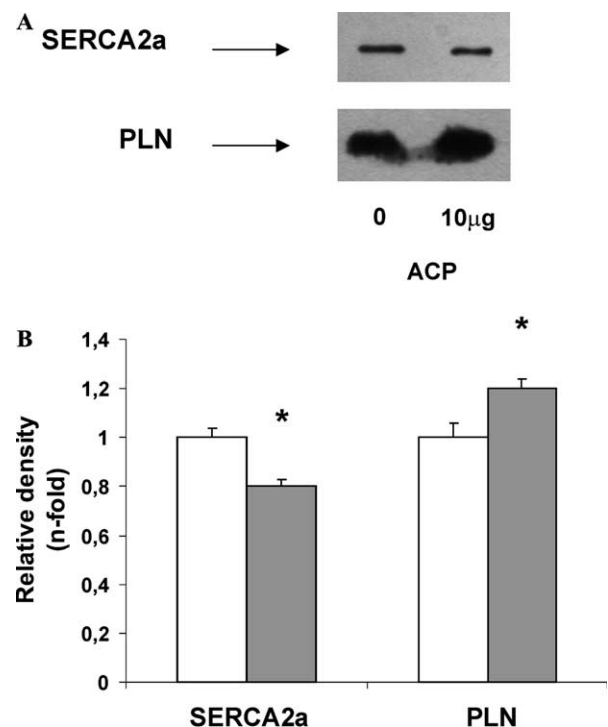 A
SERCA2a
PLN
0 10μg
ACP
B
*
*
1,4
1,2
1
0,8
0,6
0,4
0,2
0
Relative density
(n-fold)
SERCA2a PLN